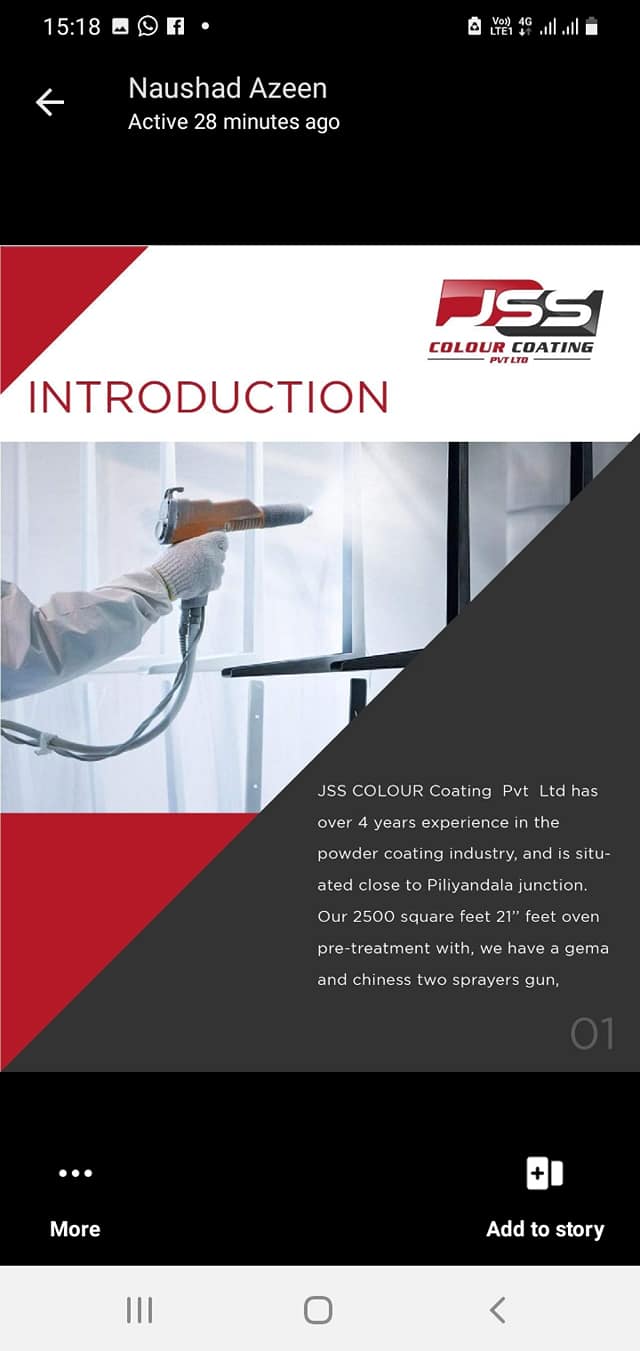 15:18
Vo)) 4G
LTE1
Naushad Azeen
Active 28 minutes ago
JSS
COLOUR COATING
PVT LTD
INTRODUCTION
JSS COLOUR Coating Pvt Ltd has
over 4 years experience in the
powder coating industry, and is situ-
ated close to Piliyandala junction.
Our 2500 square feet 21’’ feet oven
pre-treatment with, we have a gema
and chiness two sprayers gun,
01
More
Add to story